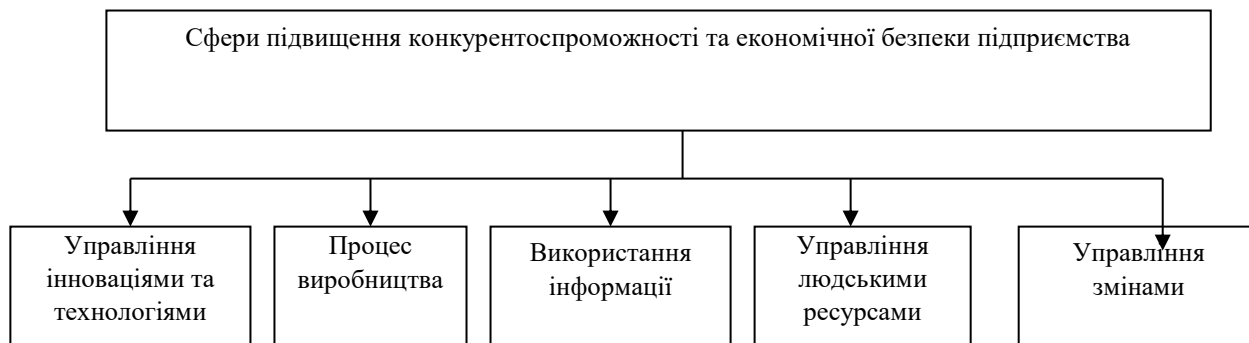 Сфери підвищення конкурентоспроможності та економічної безпеки підприємства
Управління
інноваціями та
технологіями
Процес
виробництва
Використання
інформації
Управління
людськими
ресурсами
Управління
змінами